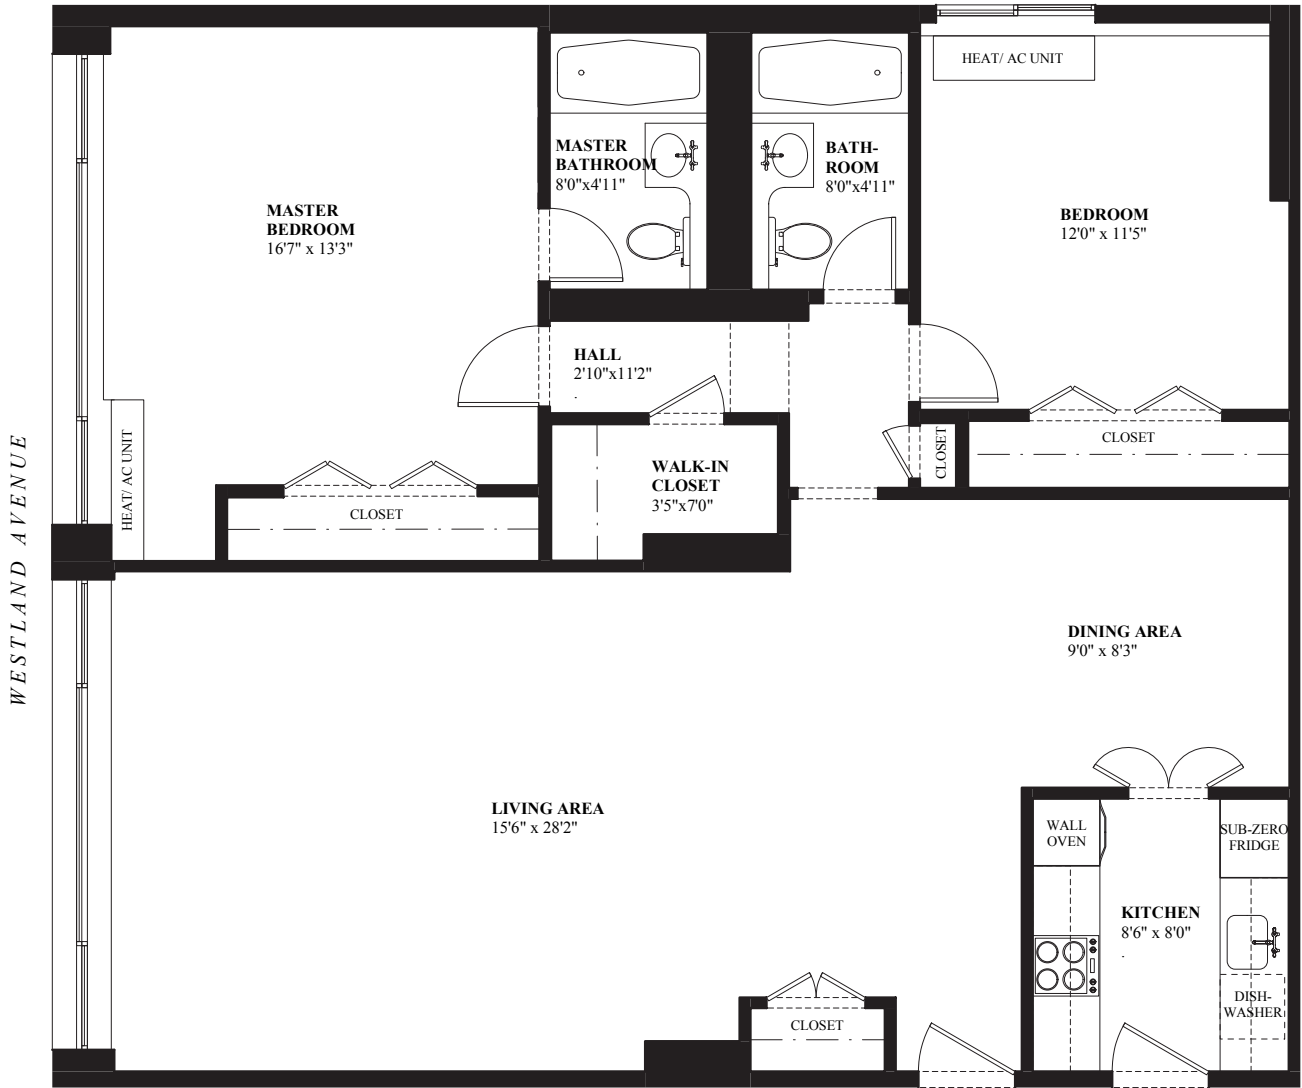 HEAT/ AC UNIT
MASTER
BATHROOM
8'0"x4'11"
BATH-
ROOM
8'0"x4'11"
MASTER
BEDROOM
16'7" x 13'3"
BEDROOM
12'0" x 11'5"
HALL
2'10"x11'2"
WALK-IN
CLOSET
3'5"x7'0"
CLOSET
CLOSET
CLOSET
HEAT/ AC UNIT
WESTLAND AVENUE
DINING AREA
9'0" x 8'3"
LIVING AREA
15'6" x 28'2"
WALL
OVEN
SUB-ZERO
FRIDGE
KITCHEN
8'6" x 8'0"
DISH-
WASHER
CLOSET